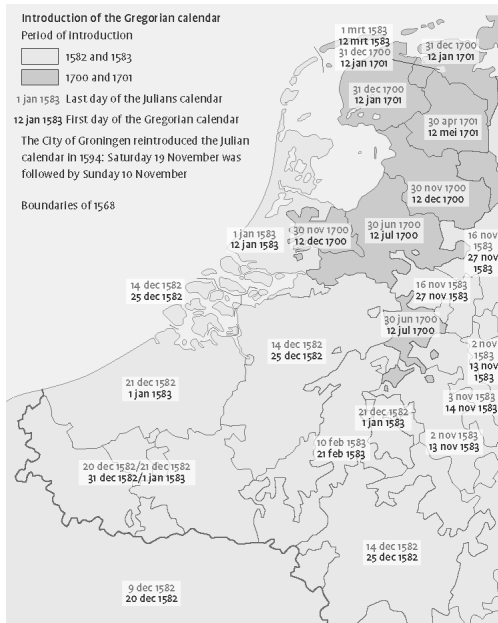 Introduction of the Gregorian calendar
Period of introduction
1582 and 1583
1700 and 1701
1 jan 1583 Last day of the Julians calendar
12 jan 1583 First day of the Gregorian calendar
The City of Groningen reintroduced the Julian
calendar in 1594: Saturday 19 November was
followed by Sunday 10 November
Boundaries of 1568
1 mrt 1583
12 mrt 1583
31 dec 1700
12 jan 1701
31 dec 1700
12 jan 1701
31 dec 1700
12 jan 1701
30 apr 1701
12 mei 1701
30 nov 1700
12 dec 1700
1 jan 1583
12 jan 1583
30 nov 1700
12 dec 1700
30 jun 1700
12 jul 1700
16 nov
1583
27 nov
1583
14 dec 1582
25 dec 1582
16 nov 1583
27 nov 1583
30 jun 1700
12 jul 1700
14 dec 1582
25 dec 1582
2 nov
1583
13 nov
1583
21 dec 1582
1 jan 1583
3 nov 1583
14 nov 1583
21 dec 1582
1 jan 1583
10 feb 1583
21 feb 1583
2 nov 1583
13 nov 1583
20 dec 1582/21 dec 1582
31 dec 1582/1 jan 1583
14 dec 1582
25 dec 1582
9 dec 1582
20 dec 1582